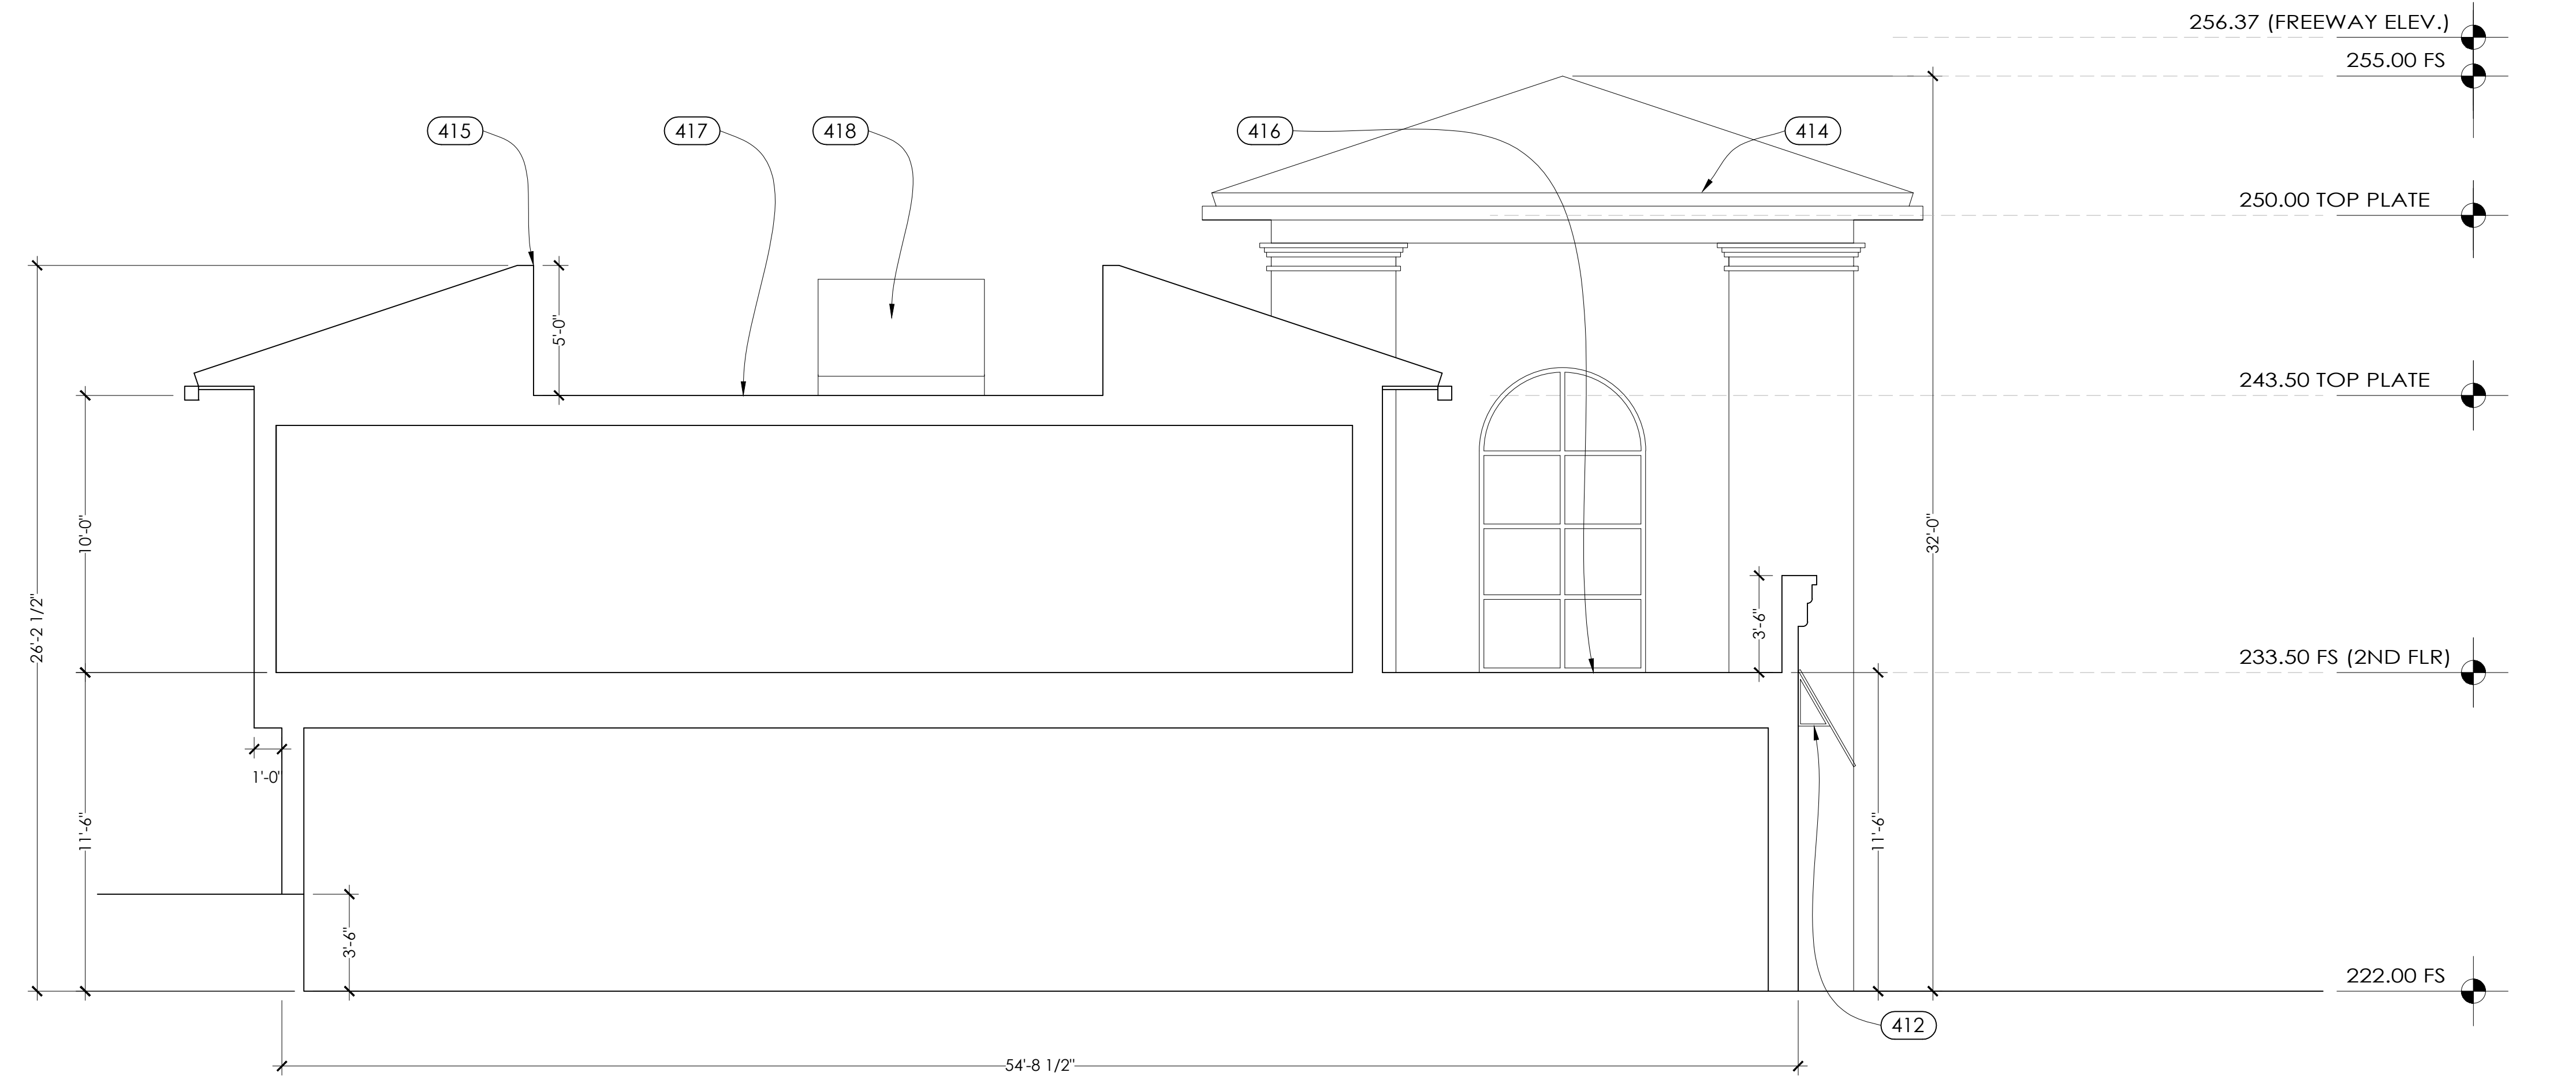 256.37 (FREEWAY ELEV.)
255.00 FS
415
417
418
416
414
250.00 TOP PLATE
5'-0"
243.50 TOP PLATE
10'-0"
32'-0"
26'-2 1/2"
3'-6"
233.50 FS (2ND FLR)
1'-0"
11'-6"
11'-6"
3'-6"
222.00 FS
412
54'-8 1/2"